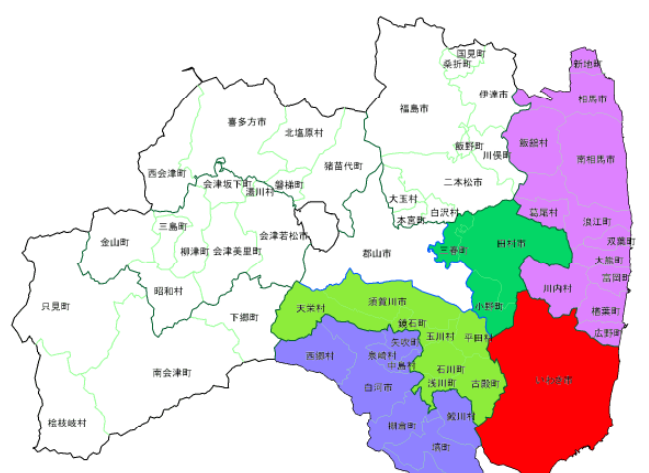 国見町
桑折町
新地町
伊達市
相馬市
福島市
喜多方市
北塩原村
飯舘村
飯野町
川俣町
南相馬市
猪苗代町
西会津町
会津坂下町
磐梯町
湯川村
二本松市
大玉村
白沢村
本宮町
葛尾村
浪江町
三島町
金山町
会津若松市
田村市
双葉町
柳津町
会津美里町
三春町
郡山市
大熊町
富岡町
昭和村
川内村
只見町
天栄村
須賀川市
小野町
楢葉町
下郷町
鏡石町
広野町
玉川村
平田村
矢吹町
西郷村
泉崎村
中島村
石川町
南会津町
いわき市
浅川町
古殿町
白河市
鮫川村
檜枝岐村
棚倉町
塙町